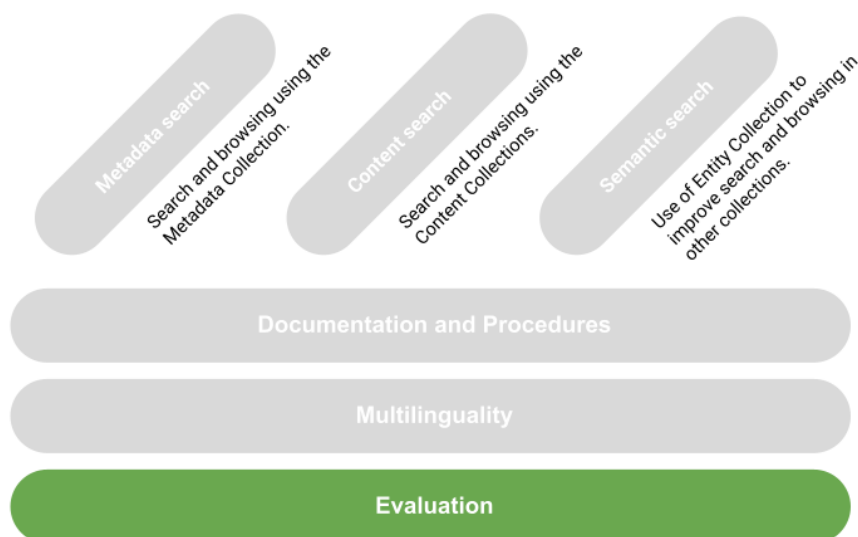 Metadata search
Search and browsing using the
Metadata Collection.
Content search
Search and browsing using the
Content Collections.
Semantic search
Use of Entity Collection to
improve search and browsing in
other collections.
Documentation and Procedures
Multilinguality
Evaluation